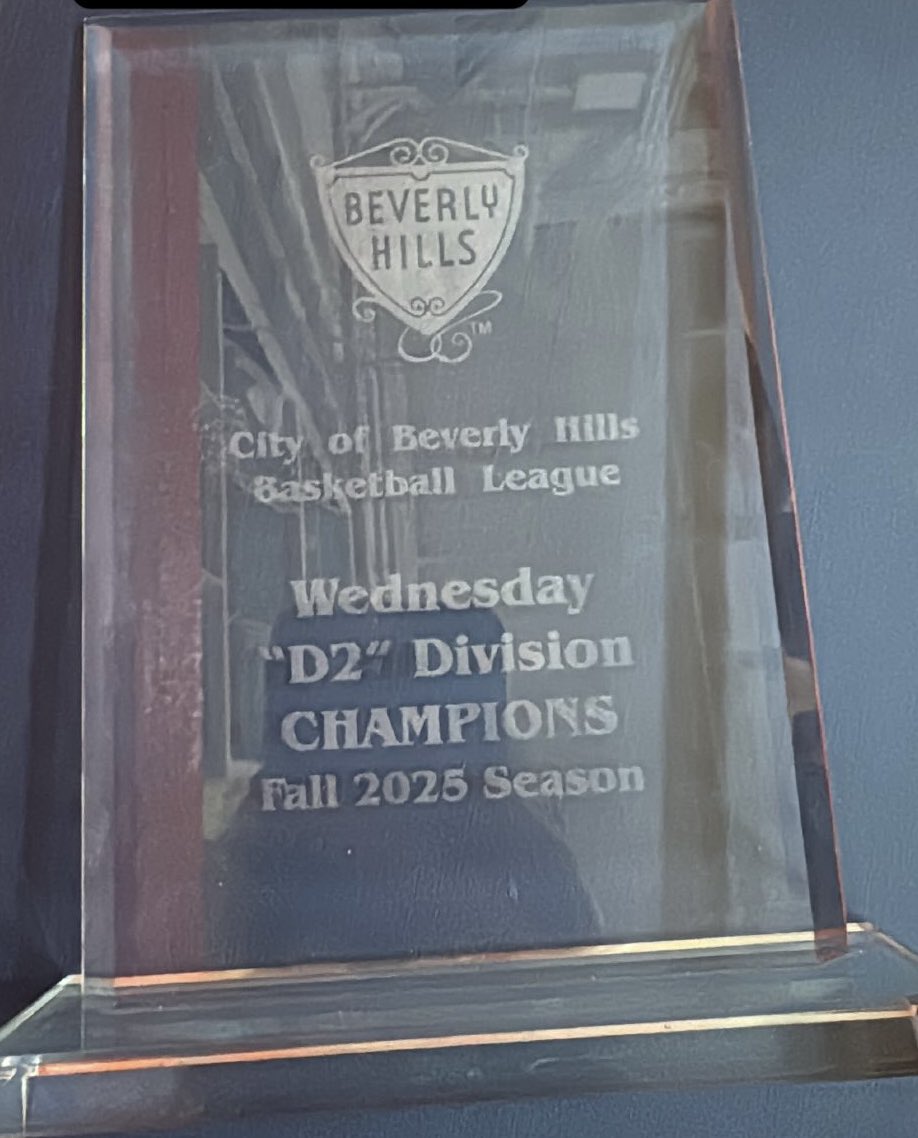 BEVERLY
HILLS
TM
City of Beverly Hills
Basketball League
Wednesday
"D2" Division
CHAMPIONS
Fall 2025 Season